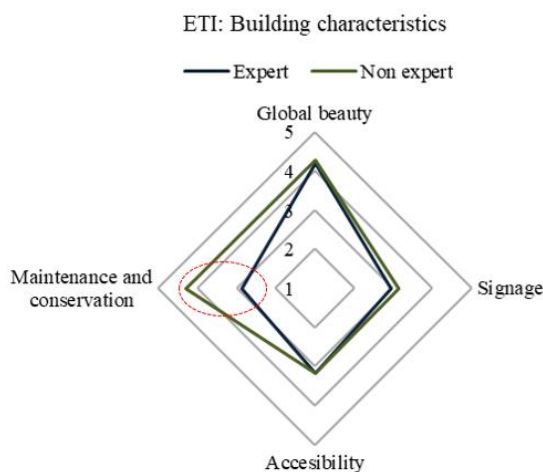 ETI: Building characteristics
Expert Non expert
Global beauty
5
4
3
2
1
Maintenance and
conservation
Signage
Accesibility